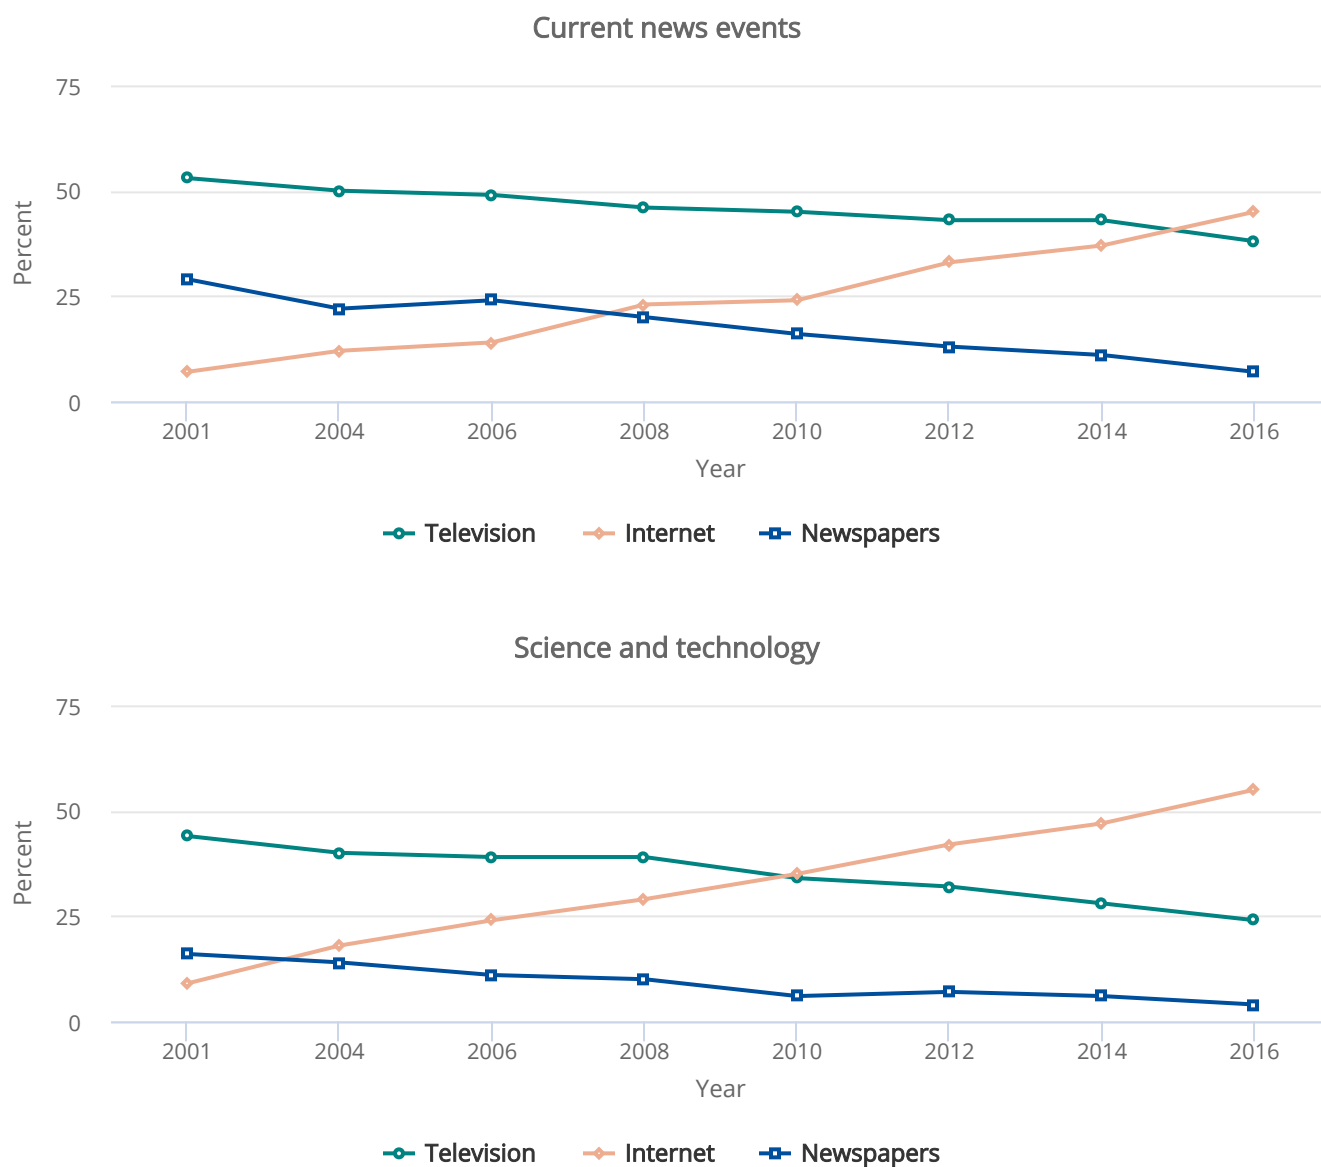 Current news events
75
50
25
0
Percent
2001 2004 2006 2008 2010 2012 2014 2016
Year
Television Internet Newspapers
Science and technology
75
50
25
0
Percent
2001 2004 2006 2008 2010 2012 2014 2016
Year
Television Internet Newspapers